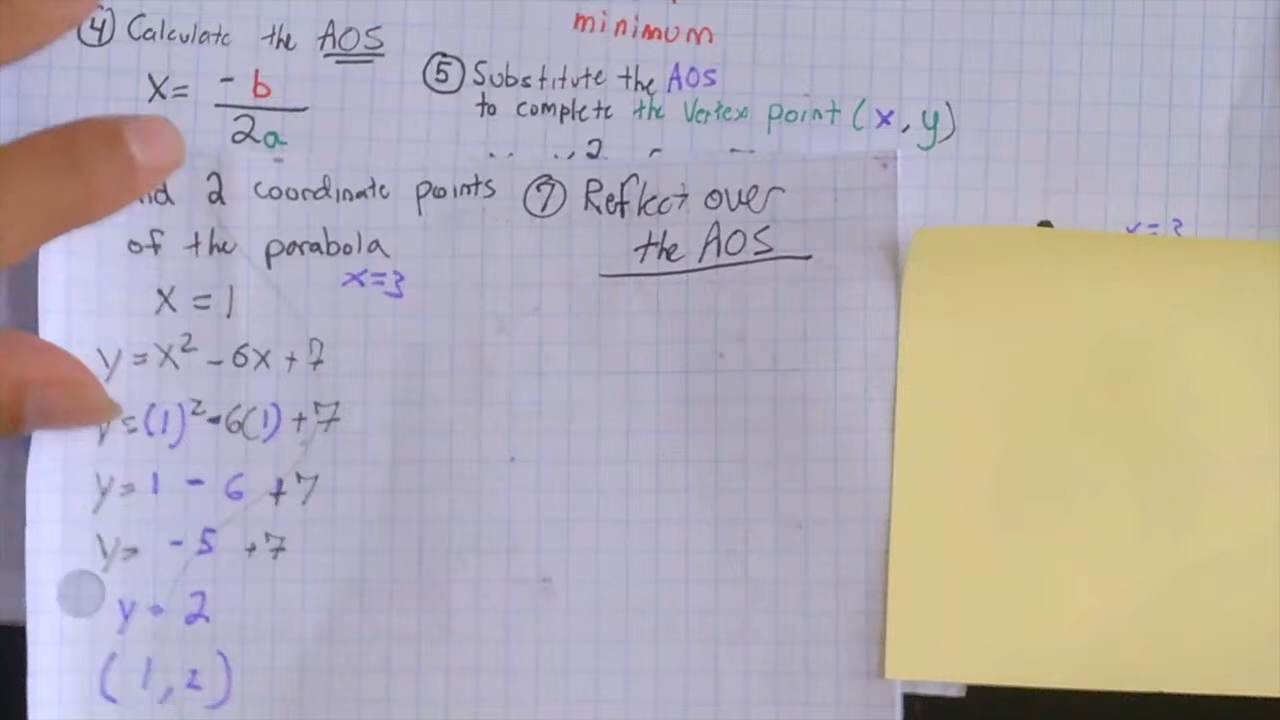 ④ Calculate the AOS
x = -b / 2a
minimum
⑤ Substitute the AOS
to complete the Vertex point (x, y)
2 coordinate points
of the parabola
x=3
x = 1
y = x² - 6x + 7
y = (1)² - 6(1) + 7
y = 1 - 6 + 7
y = -5 + 7
y = 2
(1, 2)
⑦ Reflect over
the AOS